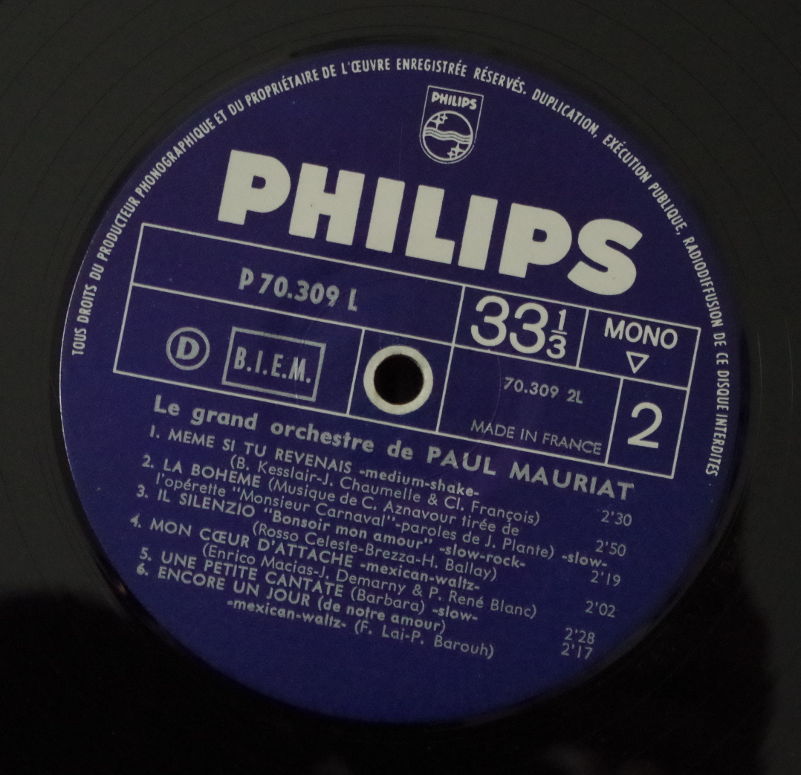 TOUS DROITS DU PRODUCTEUR PHONOGRAPHIQUE ET DU PROPRIÉTAIRE DE L'ŒUVRE ENREGISTRÉE RÉSERVÉS. DUPLICATION, EXÉCUTION PUBLIQUE, RADIODIFFUSION DE CE DISQUE INTERDITES
PHILIPS
PHILIPS
P 70.309 L
33 1/3
MONO
▽
D
B.I.E.M.
70.309 2L
MADE IN FRANCE
2
Le grand orchestre de PAUL MAURIAT
1. MEME SI TU REVENAIS -medium-shake-
(B. Kesslair-J. Chaumelle & Cl. François) 2'30
2. LA BOHÈME (Musique de C. Aznavour tirée de
l'opérette "Monsieur Carnaval"-paroles de J. Plante) -slow- 2'50
3. IL SILENZIO "Bonsoir mon amour" -slow-rock-
(Rosso Celeste-Brezza-H. Ballay) 2'19
4. MON CŒUR D'ATTACHE -mexican-waltz-
(Enrico Macias-J. Demarny & P. René Blanc) 2'02
5. UNE PETITE CANTATE (Barbara) -slow- 2'28
6. ENCORE UN JOUR (de notre amour)
-mexican-waltz- (F. Lai-P. Barouh) 2'17